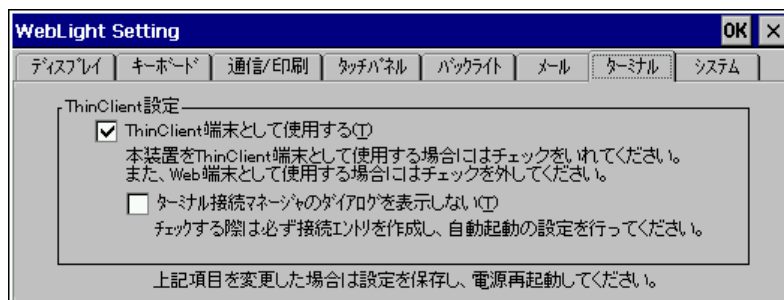 WebLight Setting OK ×
ﾃﾞｨｽﾌﾟﾚｲ ｷｰﾎﾞｰﾄﾞ 通信/印刷 ﾀｯﾁﾊﾟﾈﾙ ﾊﾞｯｸﾗｲﾄ ﾒｰﾙ ﾀｰﾐﾅﾙ ｼｽﾃﾑ
ThinClient設定
ThinClient端末として使用する(T)
本装置をThinClient端末として使用する場合にはチェックをいれてください。
また、Web端末として使用する場合にはチェックを外してください。
ターミナル接続マネージャのダイアログを表示しない(T)
チェックする際は必ず接続エントリを作成し、自動起動の設定を行ってください。
上記項目を変更した場合は設定を保存し、電源再起動してください。